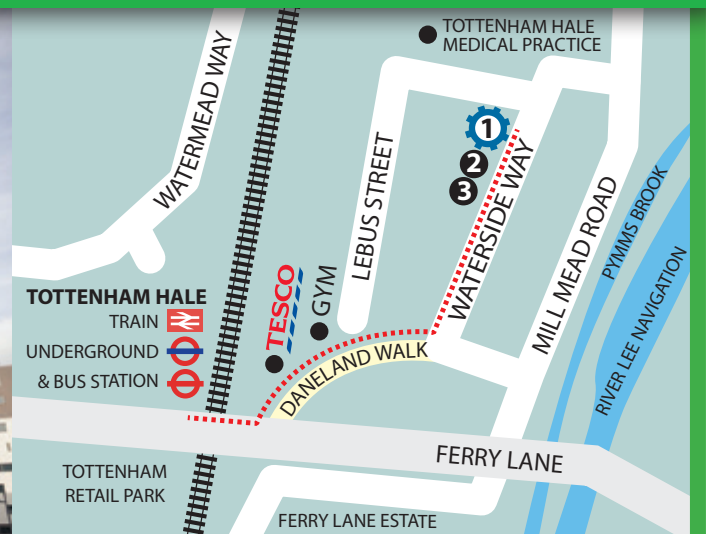 TOTTENHAM HALE
MEDICAL PRACTICE
WATERMEAD WAY
1
2
3
LEBUS STREET
WATERSIDE WAY
MILL MEAD ROAD
PYMMS BROOK
RIVER LEE NAVIGATION
TOTTENHAM HALE
TRAIN
UNDERGROUND
& BUS STATION
TESCO
GYM
DANELAND WALK
FERRY LANE
TOTTENHAM
RETAIL PARK
FERRY LANE ESTATE